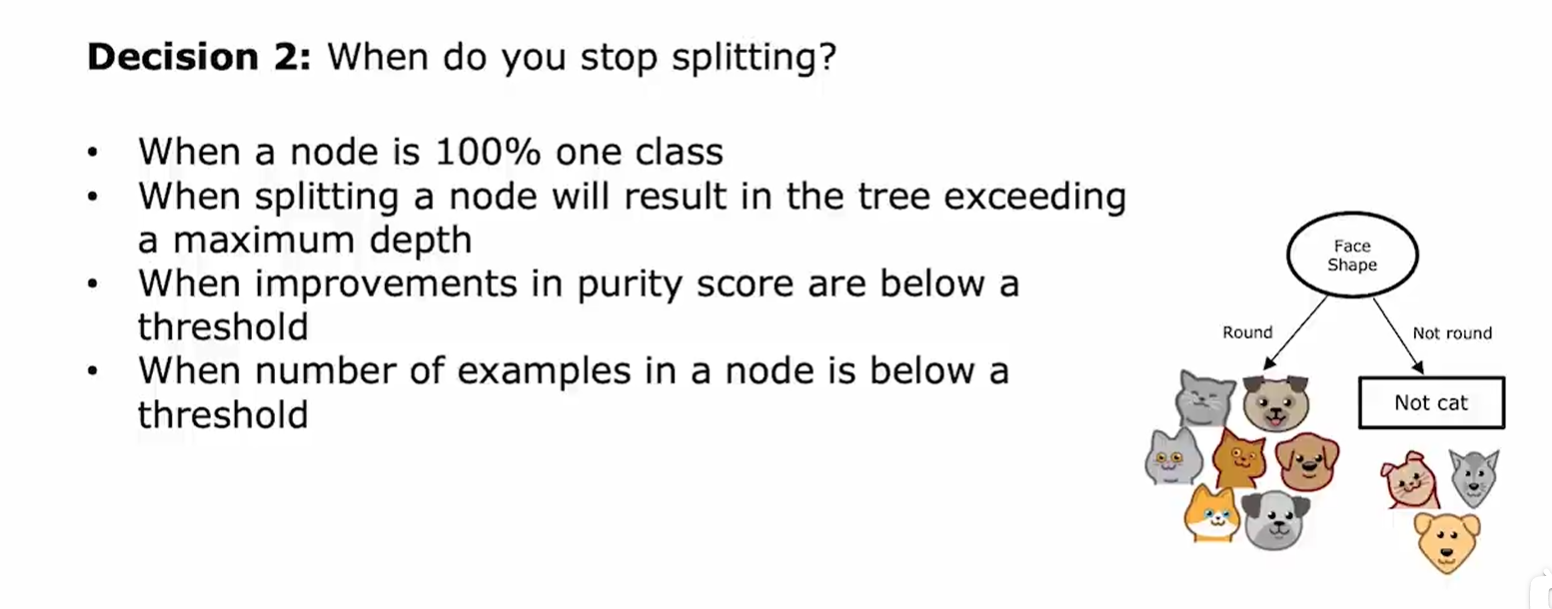 Decision 2: When do you stop splitting?
• When a node is 100% one class
• When splitting a node will result in the tree exceeding
a maximum depth
• When improvements in purity score are below a
threshold
• When number of examples in a node is below a
threshold
Face
Shape
Round
Not round
Not cat